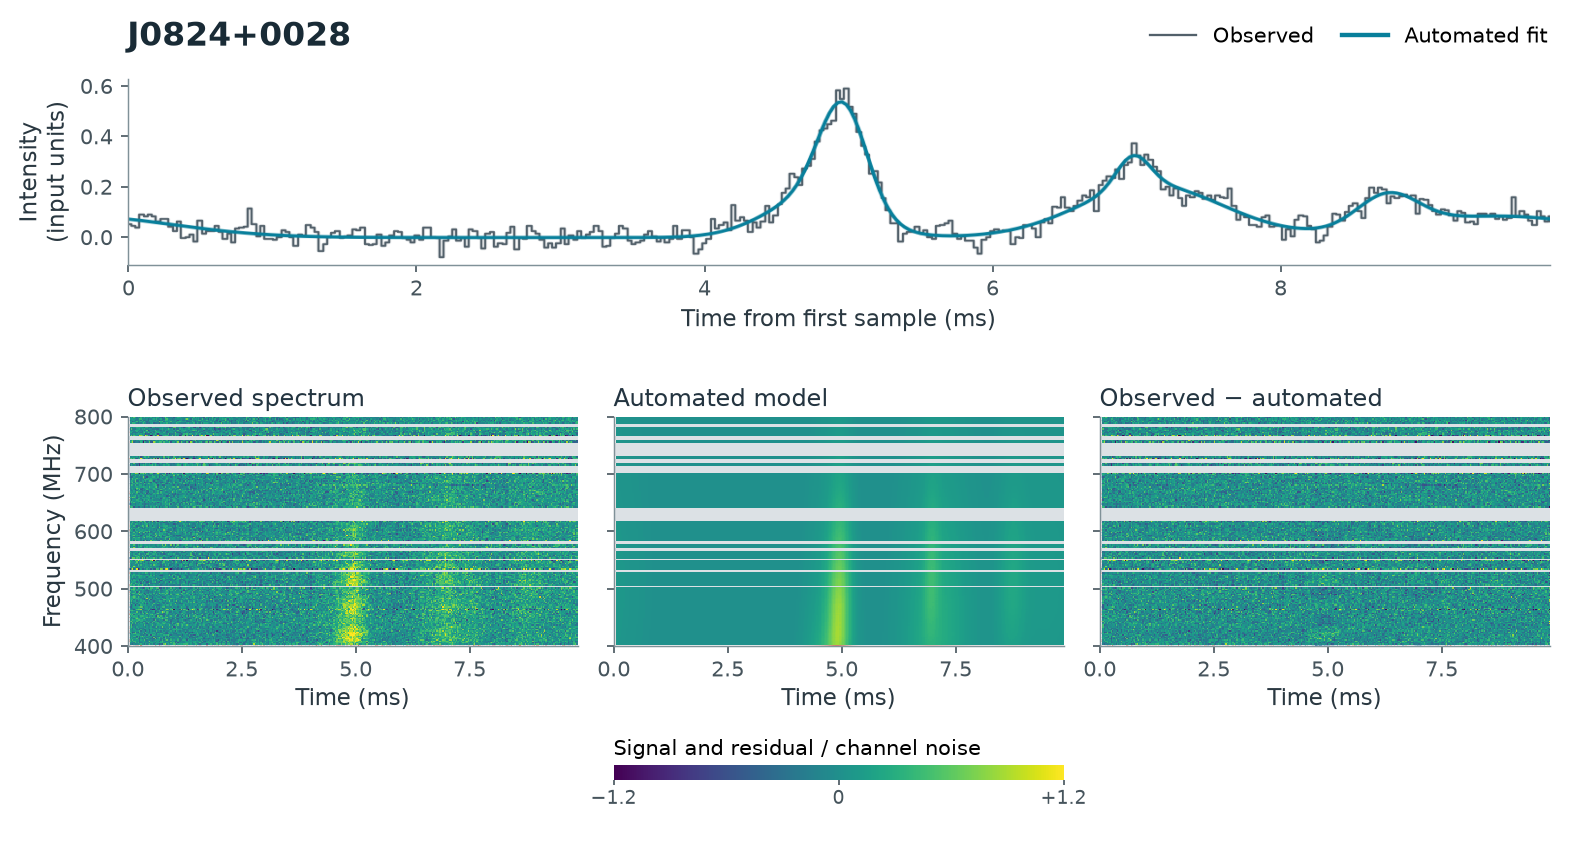 J0824+0028
Observed
Automated fit
Intensity
(input units)
0.6
0.4
0.2
0.0
0
2
4
6
8
Time from first sample (ms)
Observed spectrum
Automated model
Observed − automated
Frequency (MHz)
800
700
600
500
400
0.0
2.5
5.0
7.5
0.0
2.5
5.0
7.5
0.0
2.5
5.0
7.5
Time (ms)
Time (ms)
Time (ms)
Signal and residual / channel noise
−1.2
0
+1.2